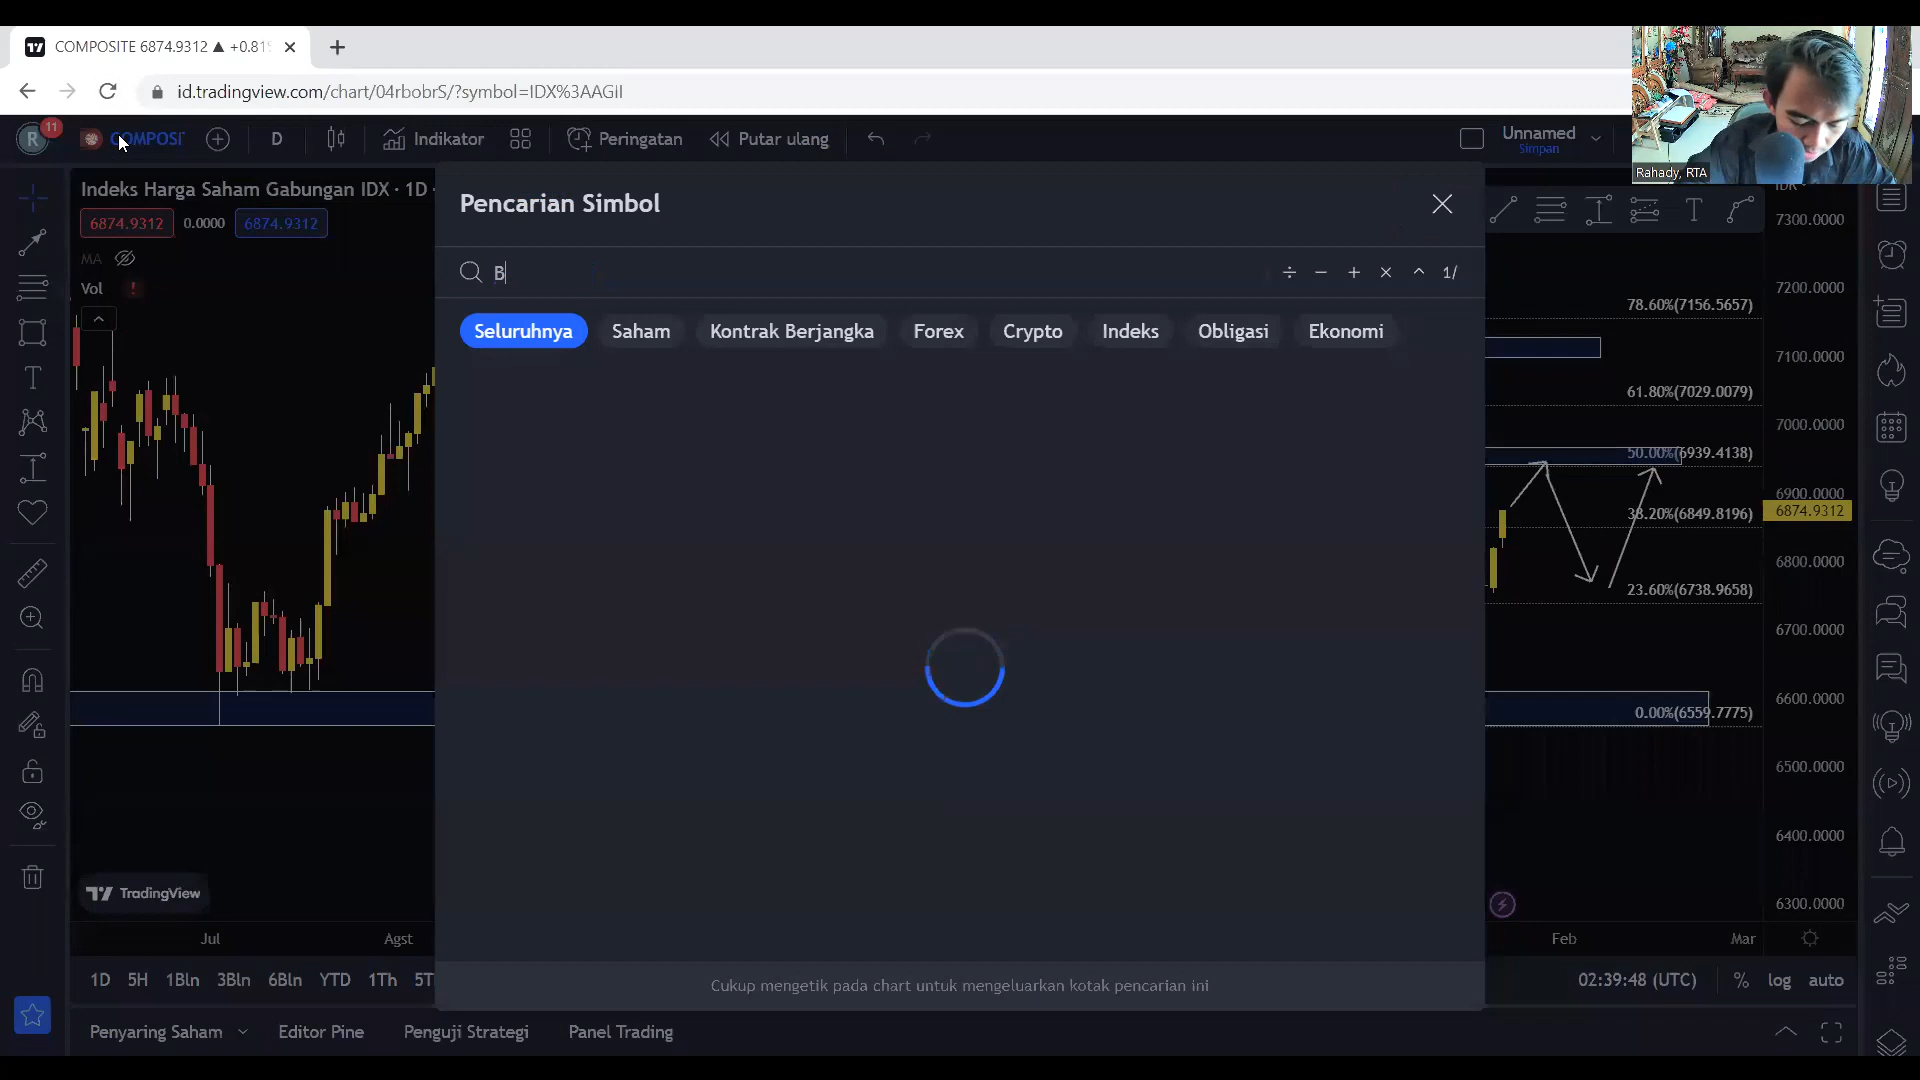 COMPOSITE 6874.9312 ▲ +0.81
id.tradingview.com/chart/04rbobrS/?symbol=IDX%3AAGII
R
11
COMPOSI
D
Indikator
Peringatan
Putar ulang
Unnamed
Simpan
Rahady, RTA
Indeks Harga Saham Gabungan IDX · 1D ·
6874.9312 0.0000 6874.9312
MA
Vol
Pencarian Simbol
B
÷ − + × ^ 1/
Seluruhnya
Saham
Kontrak Berjangka
Forex
Crypto
Indeks
Obligasi
Ekonomi
78.60%(7156.5657)
61.80%(7029.0079)
50.00%(6939.4138)
38.20%(6849.8196)
23.60%(6738.9658)
0.00%(6559.7775)
7300.0000
7200.0000
7100.0000
7000.0000
6900.0000
6874.9312
6800.0000
6700.0000
6600.0000
6500.0000
6400.0000
6300.0000
TradingView
Jul
Agst
Feb
Mar
1D 5H 1Bln 3Bln 6Bln YTD 1Th 5T
Cukup mengetik pada chart untuk mengeluarkan kotak pencarian ini
02:39:48 (UTC)
% log auto
Penyaring Saham
Editor Pine
Penguji Strategi
Panel Trading